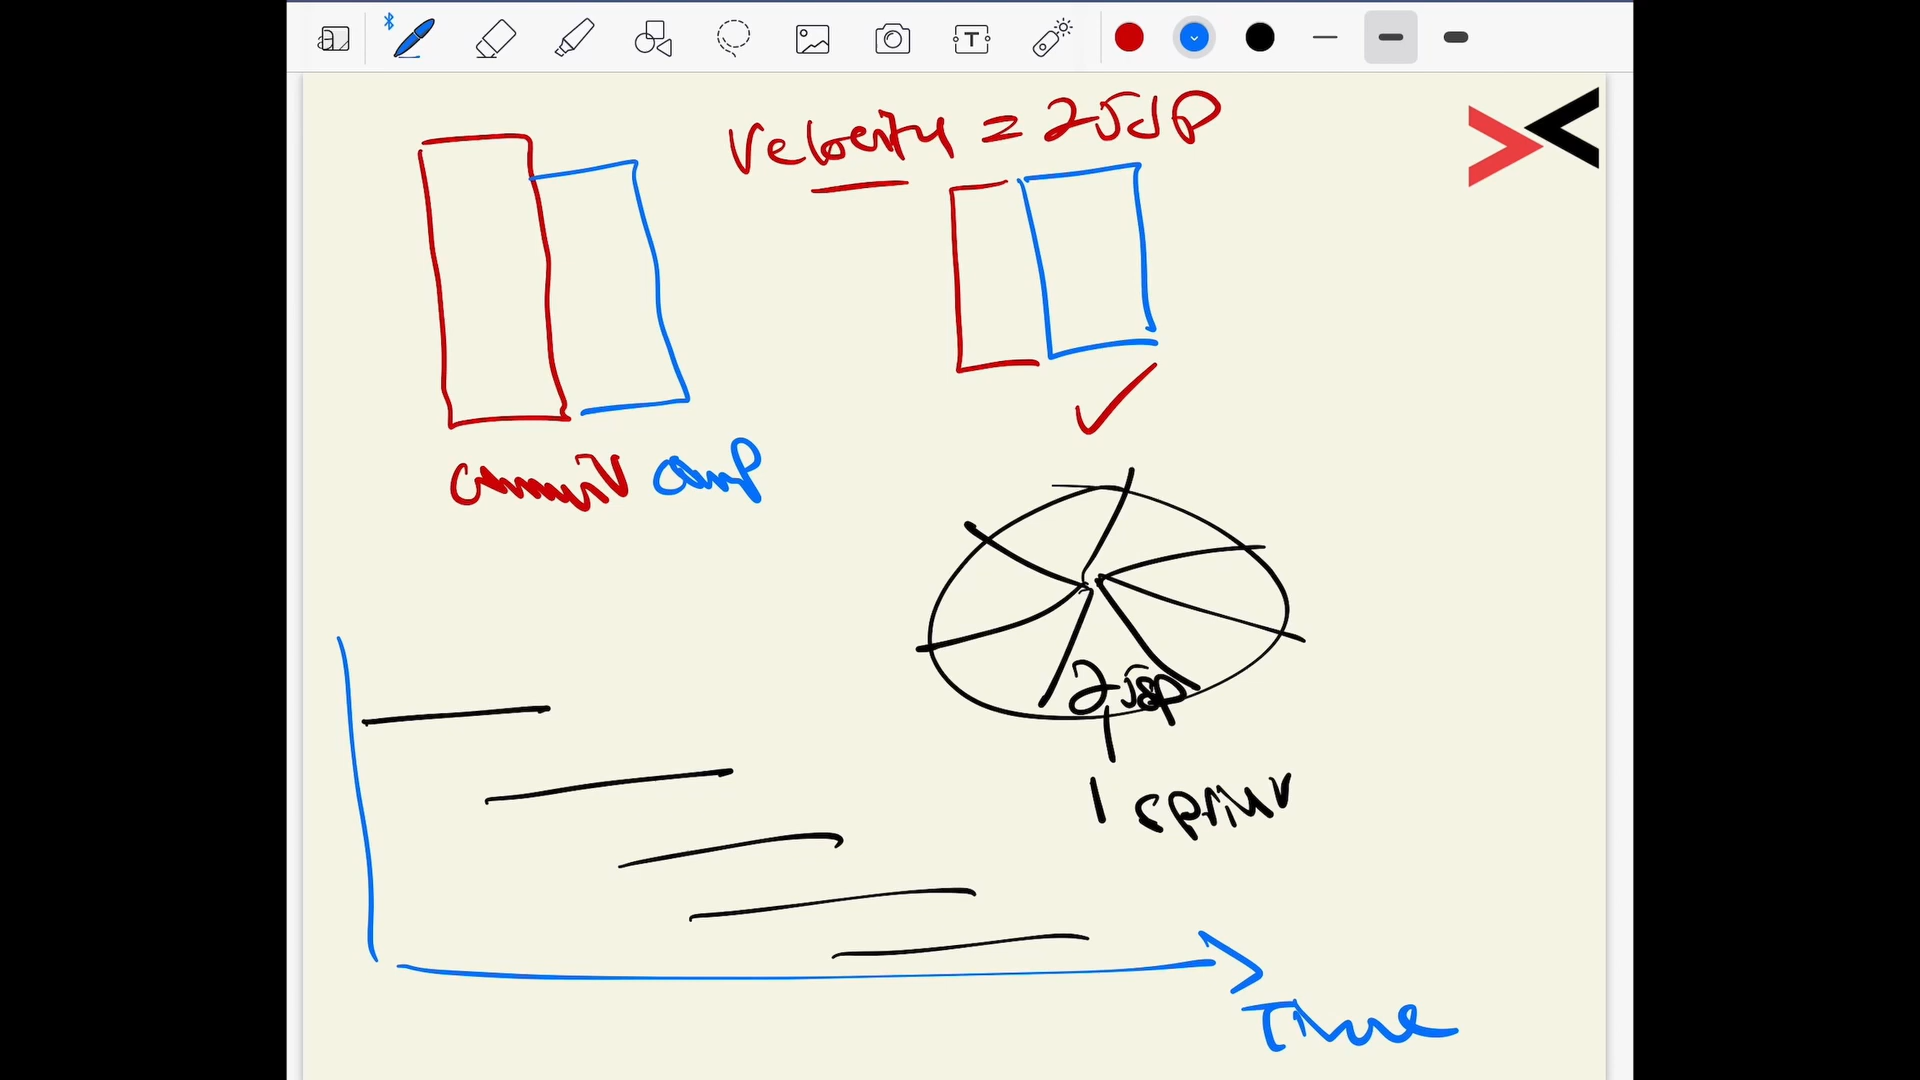 Velocity = 25SP
Commit Comp
25SP
1 sprint
Time